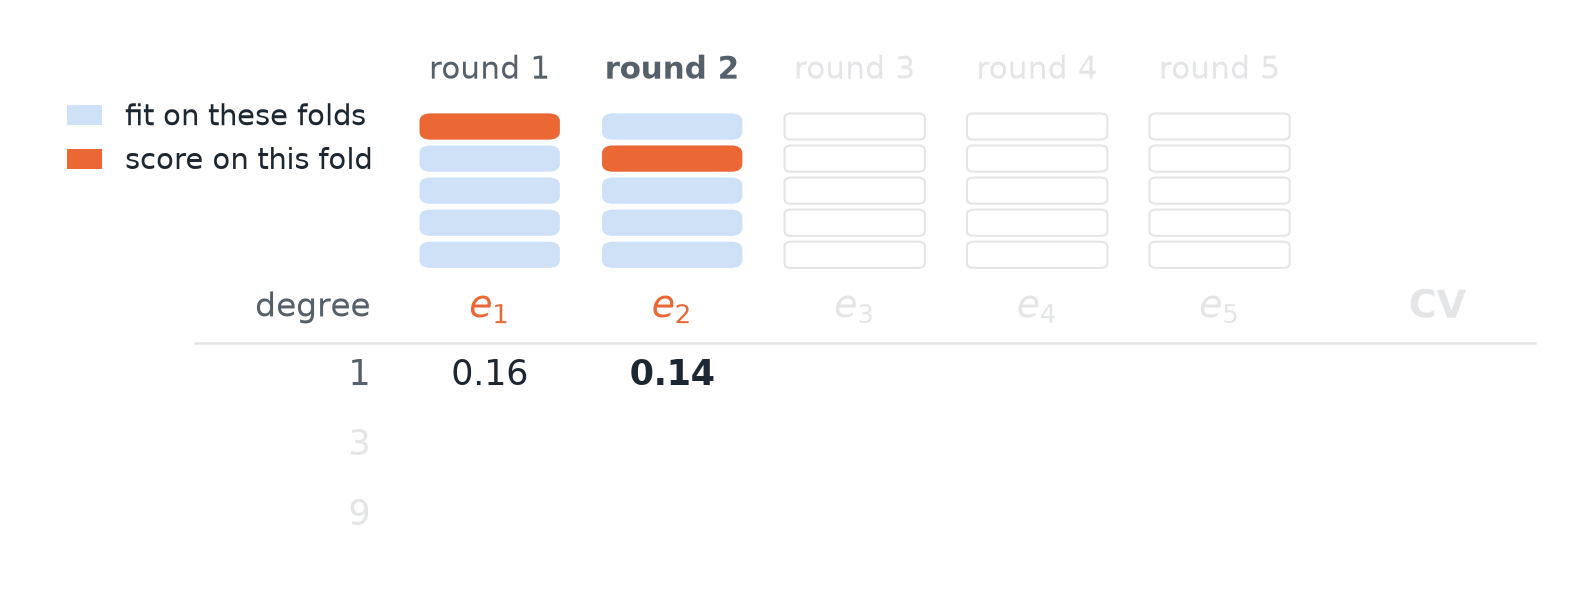 round 1 round 2 round 3 round 4 round 5
fit on these folds
score on this fold
degree e₁ e₂ e₃ e₄ e₅ CV
1 0.16 0.14
3
9